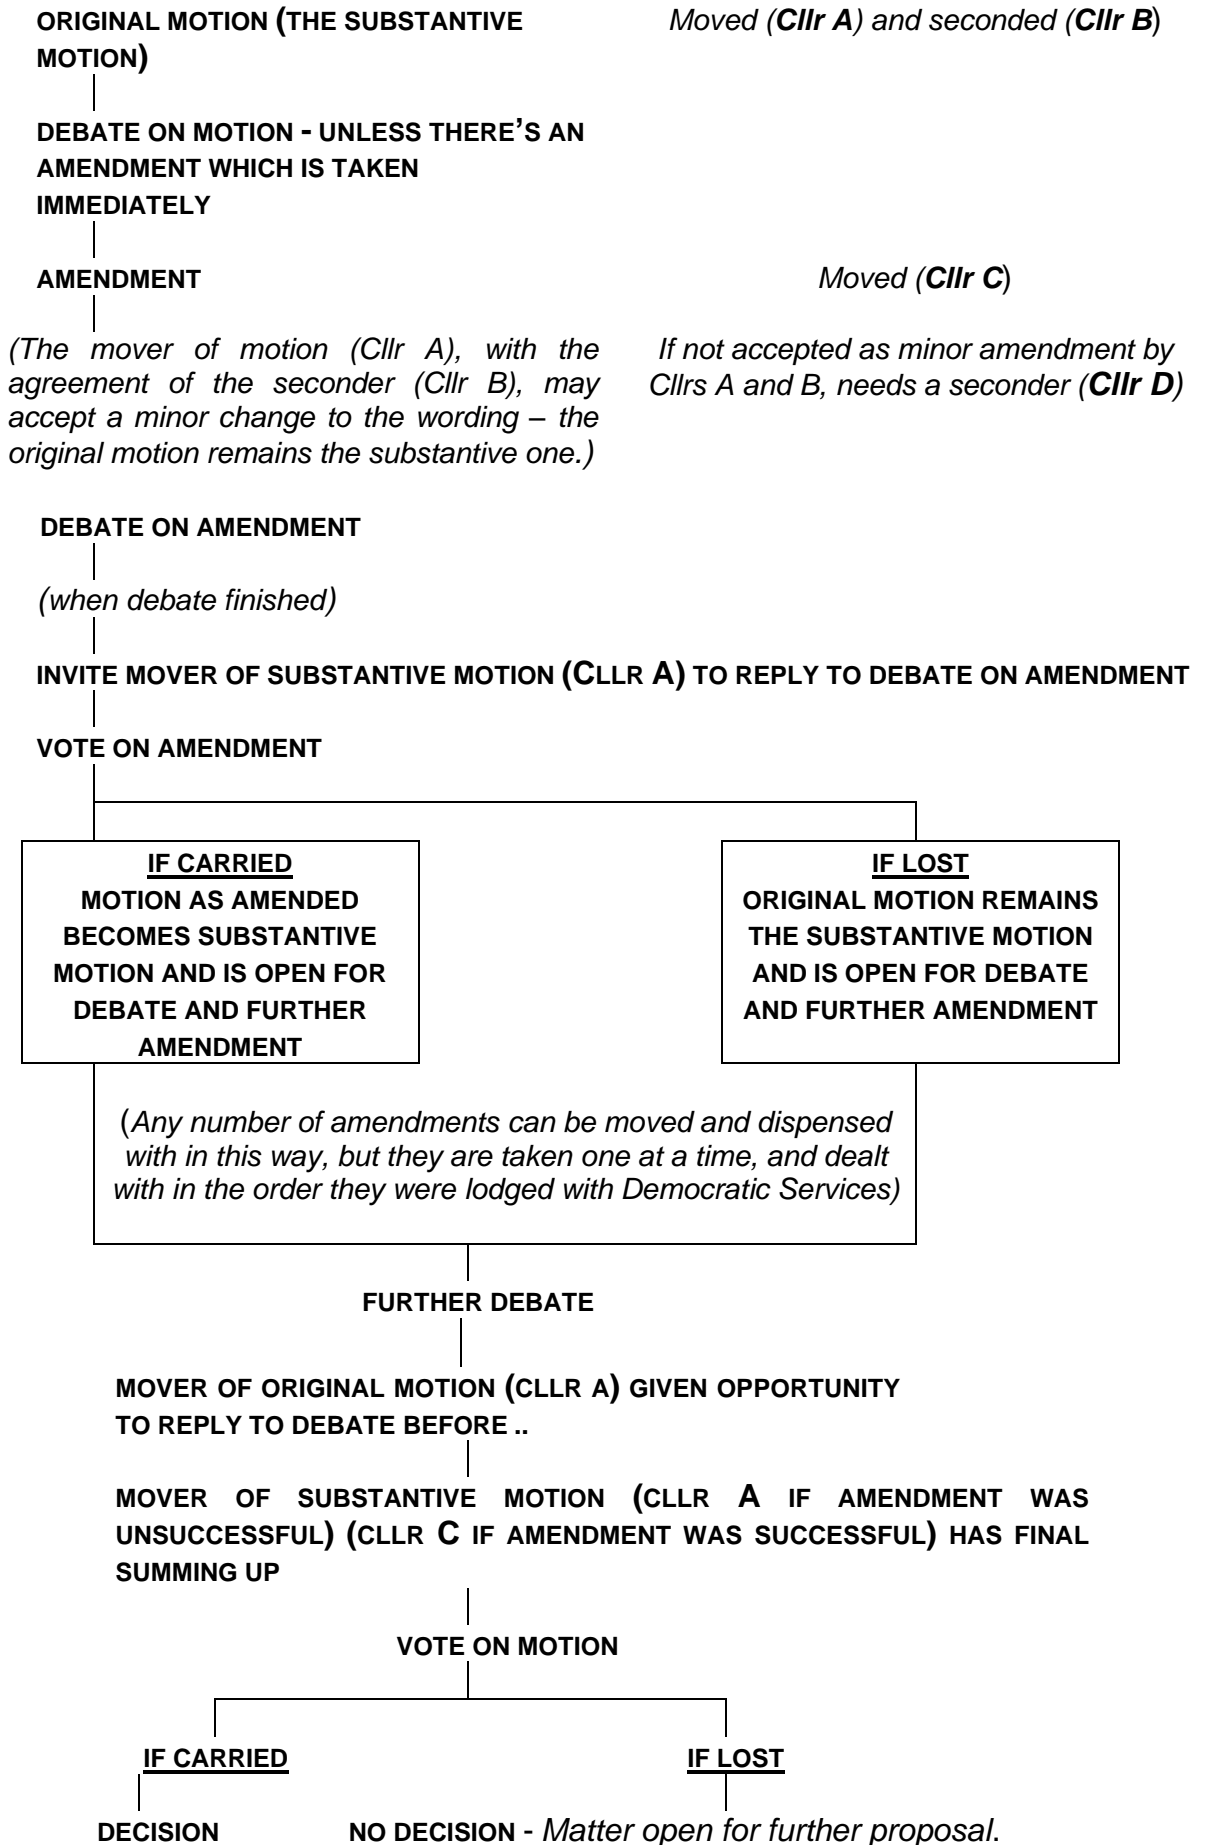 ORIGINAL MOTION (THE SUBSTANTIVE
MOTION)
Moved (Cllr A) and seconded (Cllr B)
DEBATE ON MOTION - UNLESS THERE'S AN
AMENDMENT WHICH IS TAKEN
IMMEDIATELY
AMENDMENT
Moved (Cllr C)
(The mover of motion (Cllr A), with the
agreement of the seconder (Cllr B), may
accept a minor change to the wording – the
original motion remains the substantive one.)
If not accepted as minor amendment by
Cllrs A and B, needs a seconder (Cllr D)
DEBATE ON AMENDMENT
(when debate finished)
INVITE MOVER OF SUBSTANTIVE MOTION (CLLR A) TO REPLY TO DEBATE ON AMENDMENT
VOTE ON AMENDMENT
IF CARRIED
MOTION AS AMENDED
BECOMES SUBSTANTIVE
MOTION AND IS OPEN FOR
DEBATE AND FURTHER
AMENDMENT
IF LOST
ORIGINAL MOTION REMAINS
THE SUBSTANTIVE MOTION
AND IS OPEN FOR DEBATE
AND FURTHER AMENDMENT
(Any number of amendments can be moved and dispensed
with in this way, but they are taken one at a time, and dealt
with in the order they were lodged with Democratic Services)
FURTHER DEBATE
MOVER OF ORIGINAL MOTION (CLLR A) GIVEN OPPORTUNITY
TO REPLY TO DEBATE BEFORE ..
MOVER OF SUBSTANTIVE MOTION (CLLR A IF AMENDMENT WAS
UNSUCCESSFUL) (CLLR C IF AMENDMENT WAS SUCCESSFUL) HAS FINAL
SUMMING UP
VOTE ON MOTION
IF CARRIED
IF LOST
DECISION
NO DECISION - Matter open for further proposal.